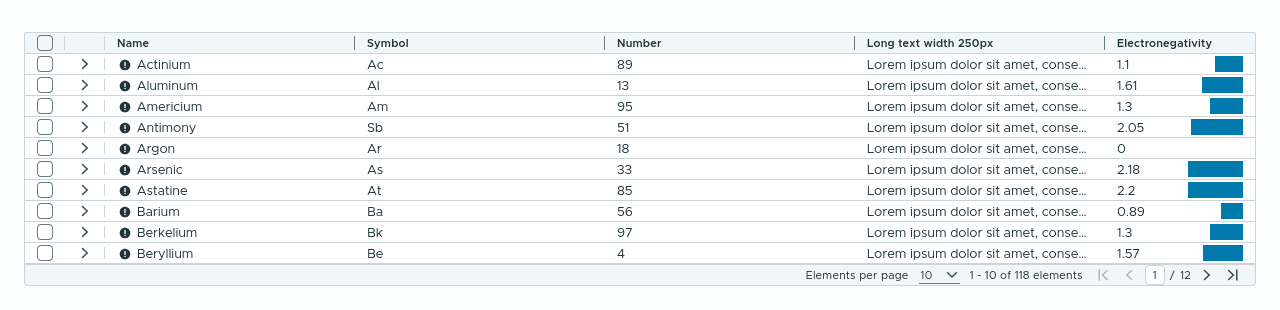 Name Symbol Number Long text width 250px Electronegativity
Actinium Ac 89 Lorem ipsum dolor sit amet, conse... 1.1
Aluminum Al 13 Lorem ipsum dolor sit amet, conse... 1.61
Americium Am 95 Lorem ipsum dolor sit amet, conse... 1.3
Antimony Sb 51 Lorem ipsum dolor sit amet, conse... 2.05
Argon Ar 18 Lorem ipsum dolor sit amet, conse... 0
Arsenic As 33 Lorem ipsum dolor sit amet, conse... 2.18
Astatine At 85 Lorem ipsum dolor sit amet, conse... 2.2
Barium Ba 56 Lorem ipsum dolor sit amet, conse... 0.89
Berkelium Bk 97 Lorem ipsum dolor sit amet, conse... 1.3
Beryllium Be 4 Lorem ipsum dolor sit amet, conse... 1.57
Elements per page 10 1 - 10 of 118 elements 1 / 12